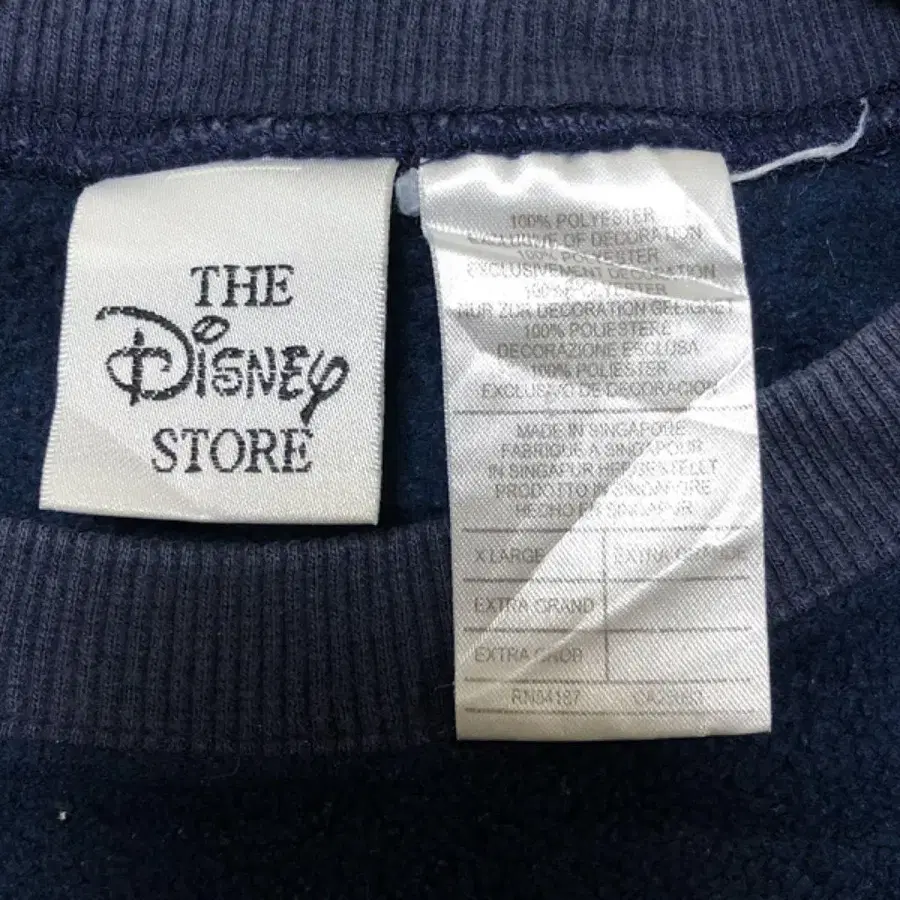 THE
Disney
STORE
100% POLYESTER
EXCLUSIVE OF DECORATION
100% POLYESTER
EXCLUSIVEMENT DECORATION
100% POLYESTER
NUR ZUR DECORATION GEEIGNET
100% POLIESTERE
DECORAZIONE ESCLUSA
100% POLIESTER
EXCLUSIVO DE DECORACION
MADE IN SINGAPORE
FABRIQUE A SINGAPOUR
IN SINGAPUR HERGESTELLT
PRODOTTO IN SINGAPORE
HECHO EN SINGAPUR
X LARGE EXTRA GRANDE
EXTRA GRAND
EXTRA GROB